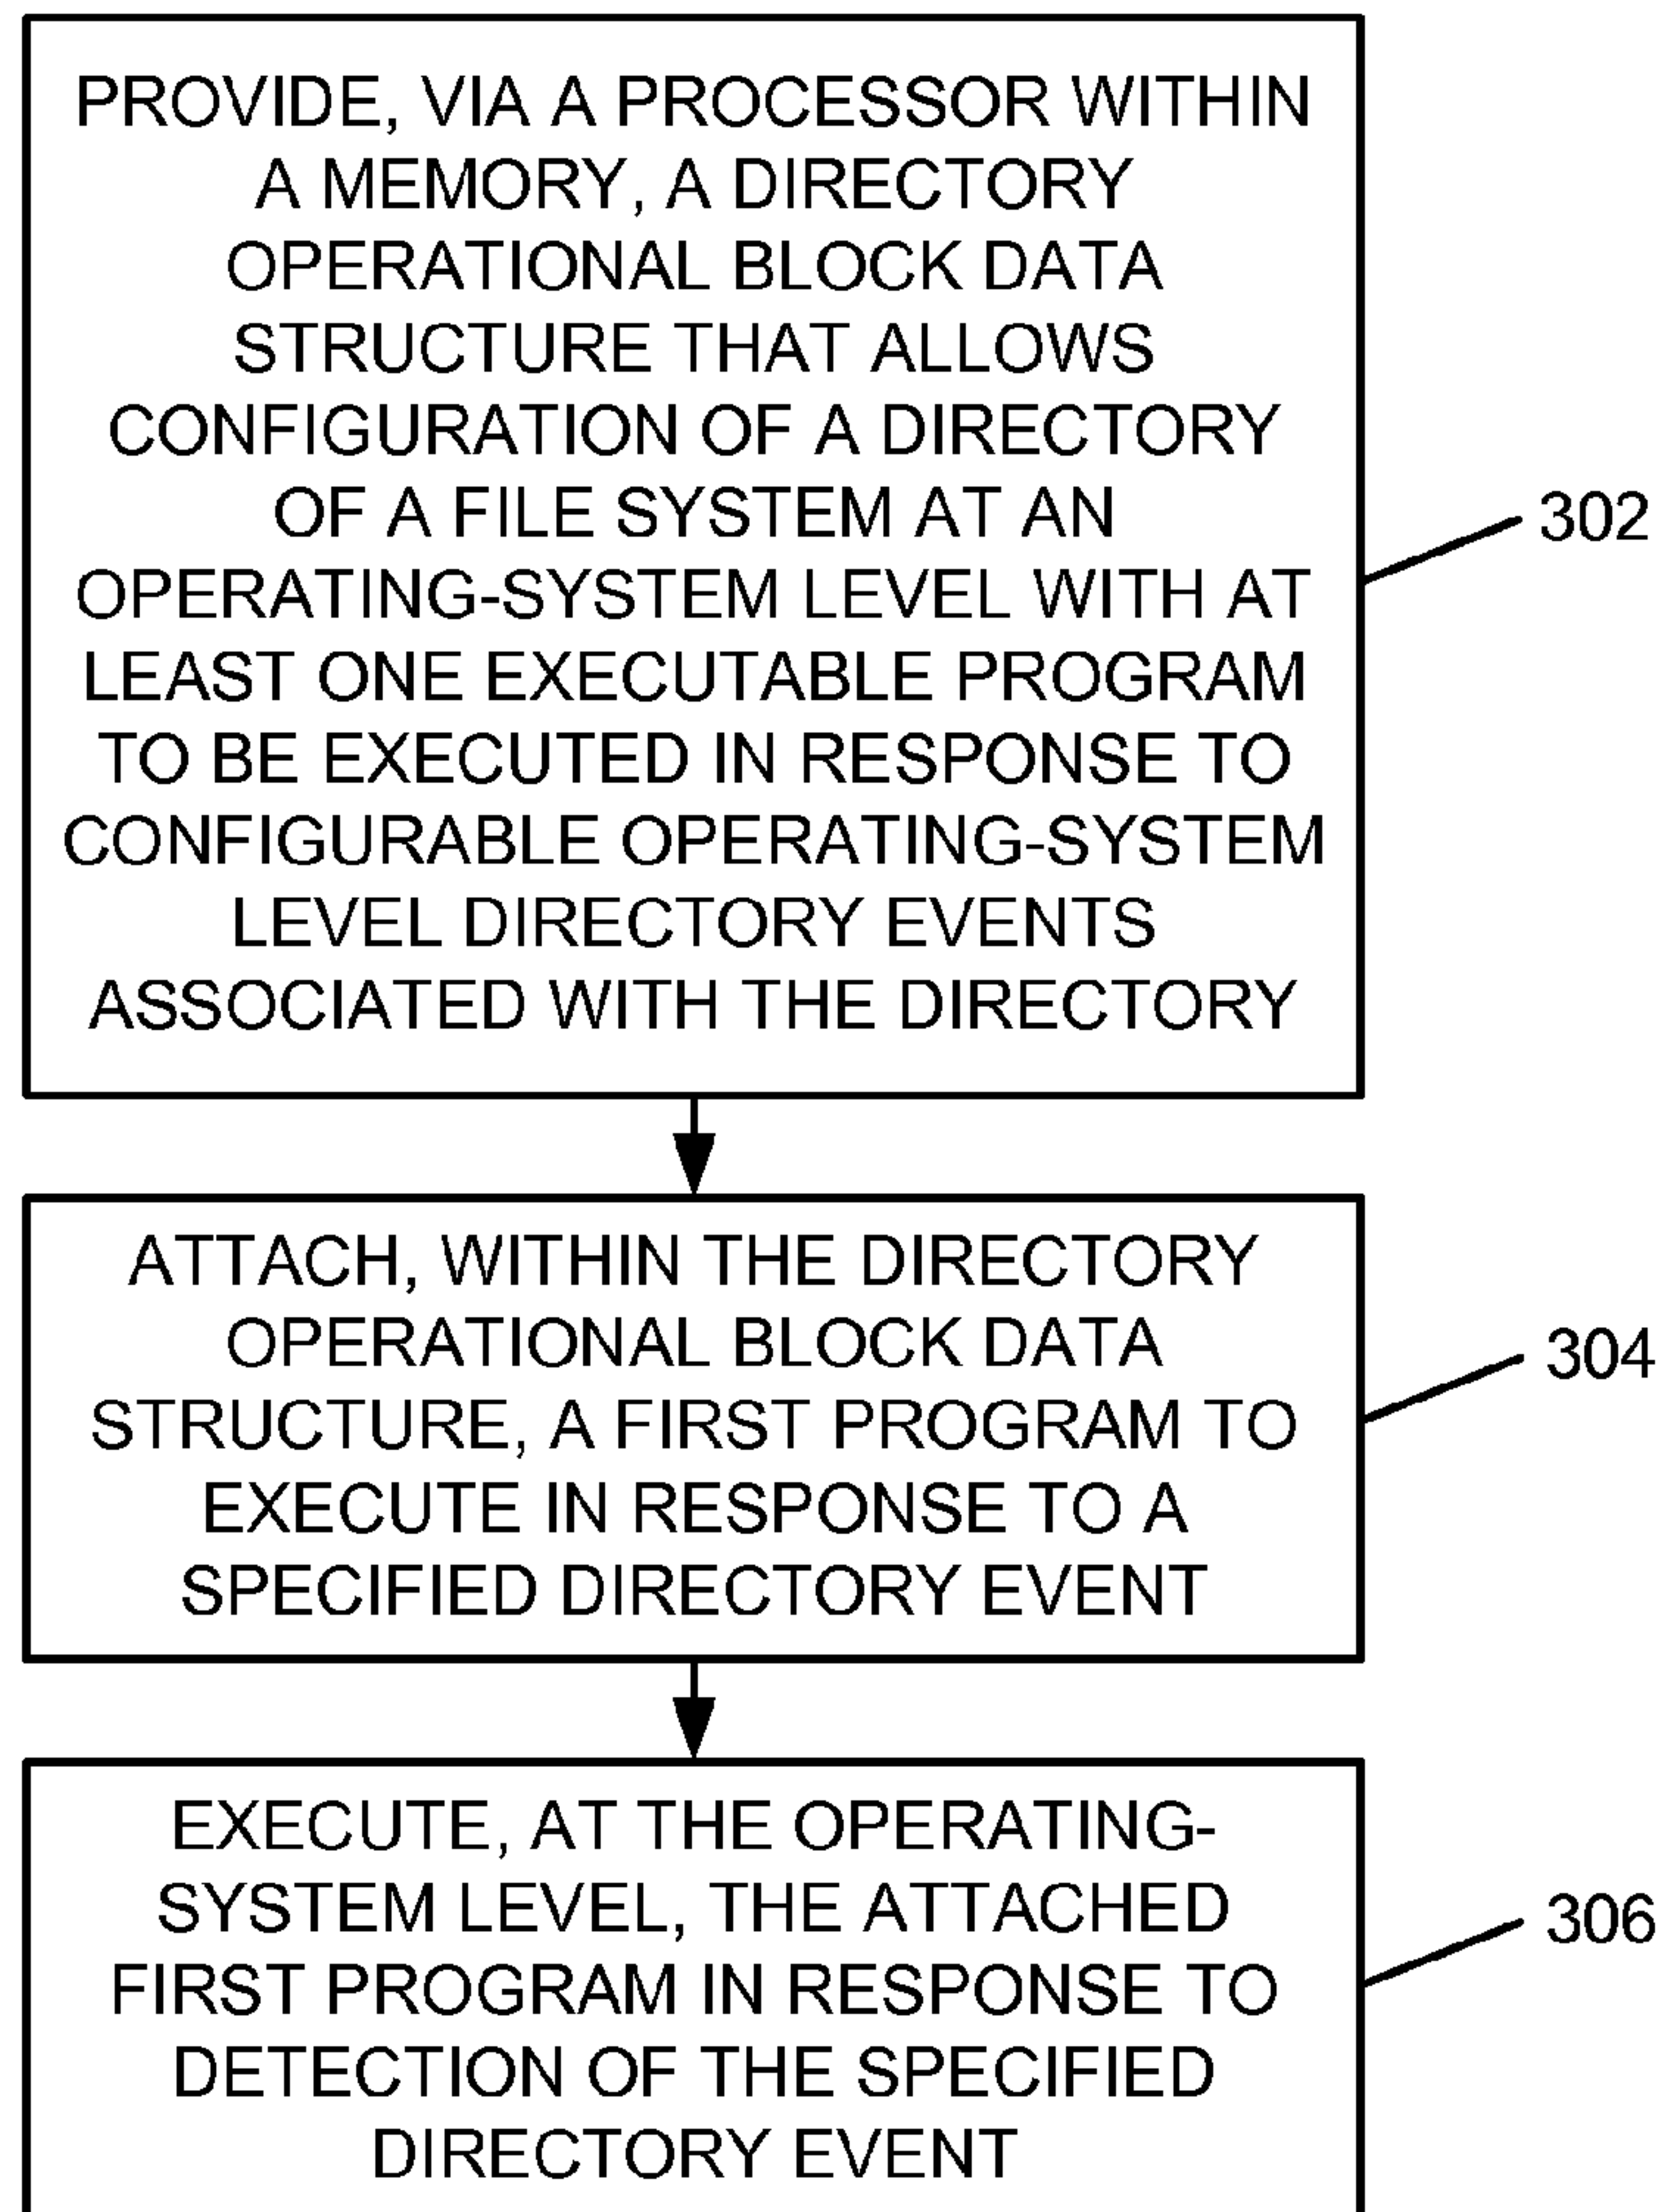 PROVIDE, VIA A PROCESSOR WITHIN
A MEMORY, A DIRECTORY
OPERATIONAL BLOCK DATA
STRUCTURE THAT ALLOWS
CONFIGURATION OF A DIRECTORY
OF A FILE SYSTEM AT AN
OPERATING-SYSTEM LEVEL WITH AT
LEAST ONE EXECUTABLE PROGRAM
TO BE EXECUTED IN RESPONSE TO
CONFIGURABLE OPERATING-SYSTEM
LEVEL DIRECTORY EVENTS
ASSOCIATED WITH THE DIRECTORY
302
ATTACH, WITHIN THE DIRECTORY
OPERATIONAL BLOCK DATA
STRUCTURE, A FIRST PROGRAM TO
EXECUTE IN RESPONSE TO A
SPECIFIED DIRECTORY EVENT
304
EXECUTE, AT THE OPERATING-
SYSTEM LEVEL, THE ATTACHED
FIRST PROGRAM IN RESPONSE TO
DETECTION OF THE SPECIFIED
DIRECTORY EVENT
306